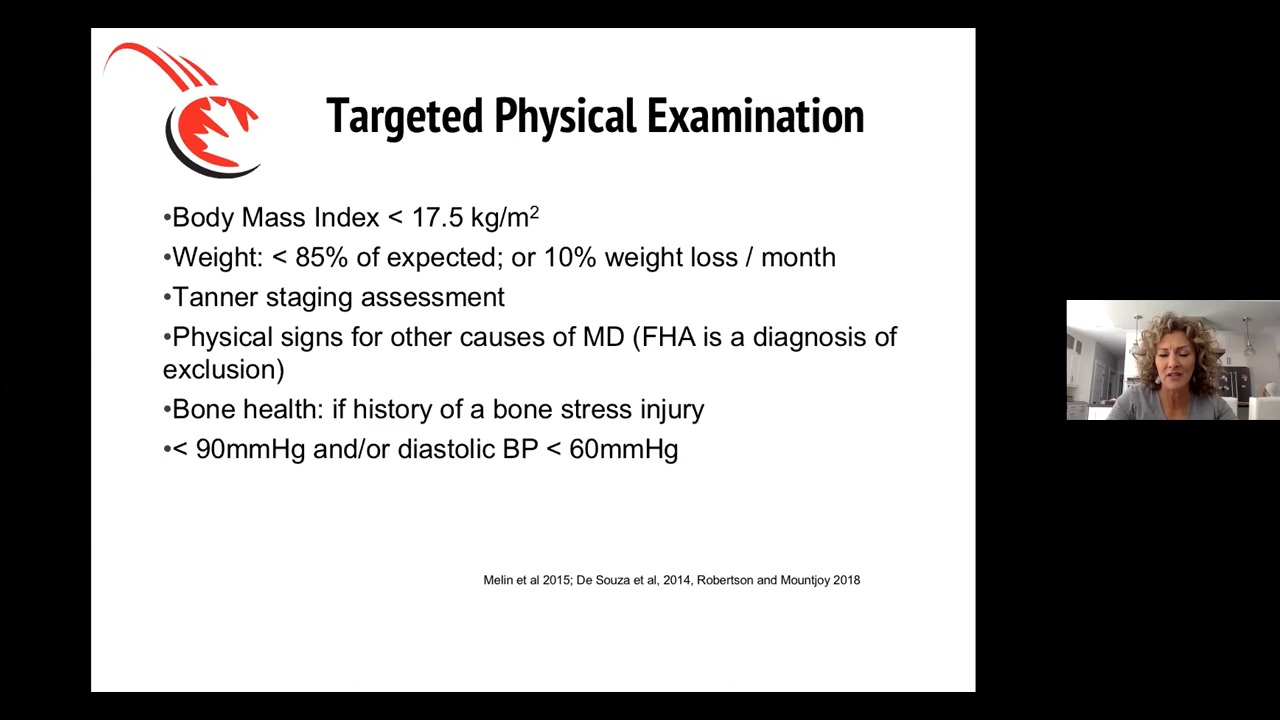 Targeted Physical Examination
•Body Mass Index < 17.5 kg/m²
•Weight: < 85% of expected; or 10% weight loss / month
•Tanner staging assessment
•Physical signs for other causes of MD (FHA is a diagnosis of
exclusion)
•Bone health: if history of a bone stress injury
•< 90mmHg and/or diastolic BP < 60mmHg
Melin et al 2015; De Souza et al, 2014, Robertson and Mountjoy 2018